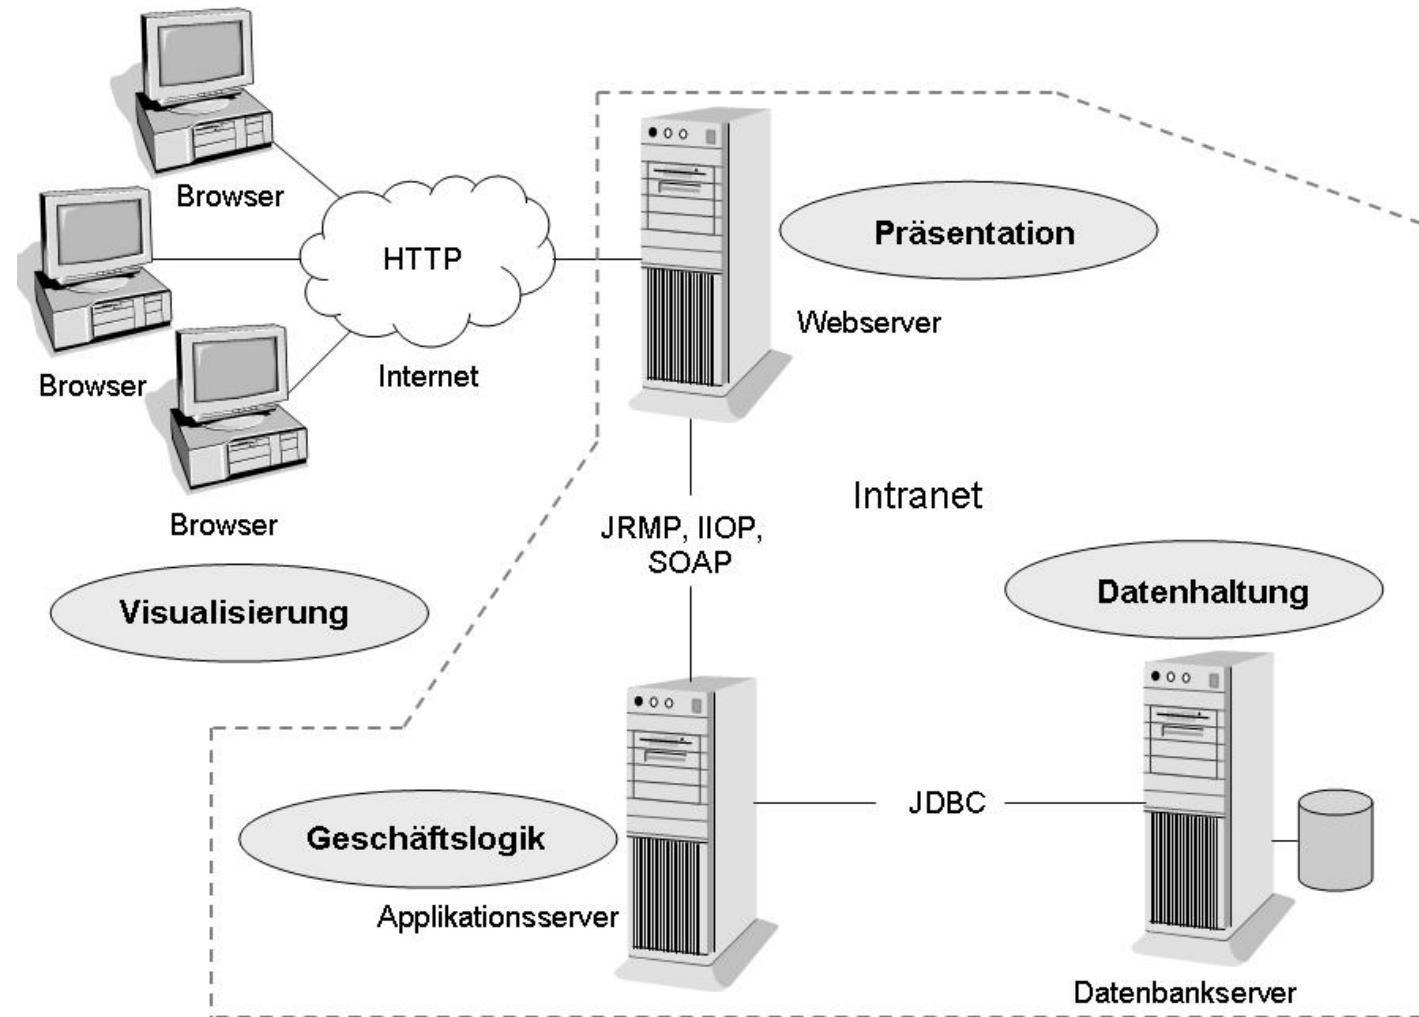 Browser
Präsentation
HTTP
Webserver
Internet
Browser
Intranet
Browser
JRMP, IIOP,
SOAP
Datenhaltung
Visualisierung
JDBC
Geschäftslogik
Applikationsserver
Datenbankserver